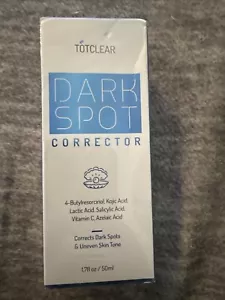 TOTCLEAR
DARK
SPOT
CORRECTOR
4-Butylresorcinol, Kojic Acid,
Lactic Acid, Salicylic Acid,
Vitamin C, Azelaic Acid
Corrects Dark Spots
& Uneven Skin Tone
1.7fl oz / 50ml